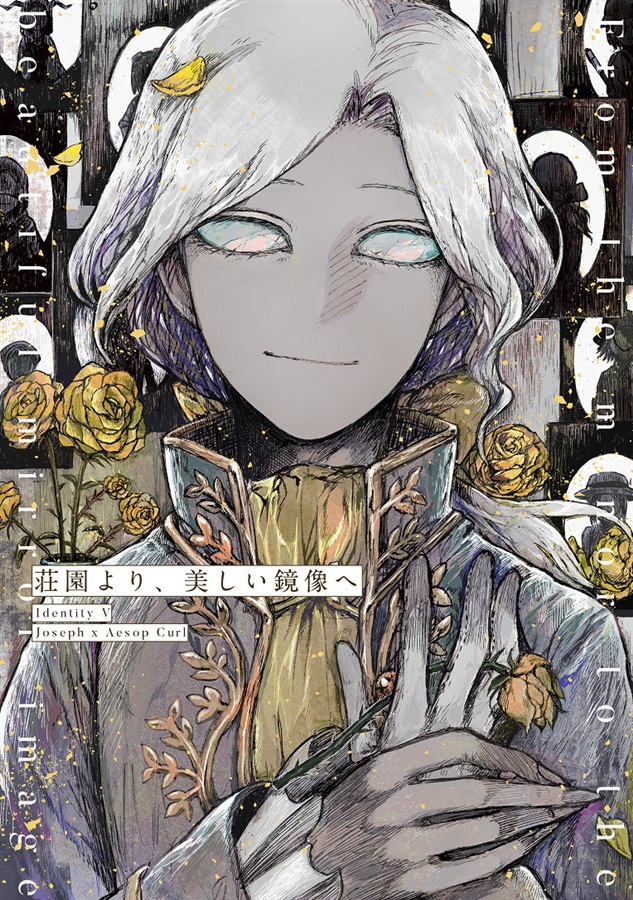 From the manor to the
beautiful mirror image
荘園より、美しい鏡像へ
Identity V
Joseph x Aesop Curl